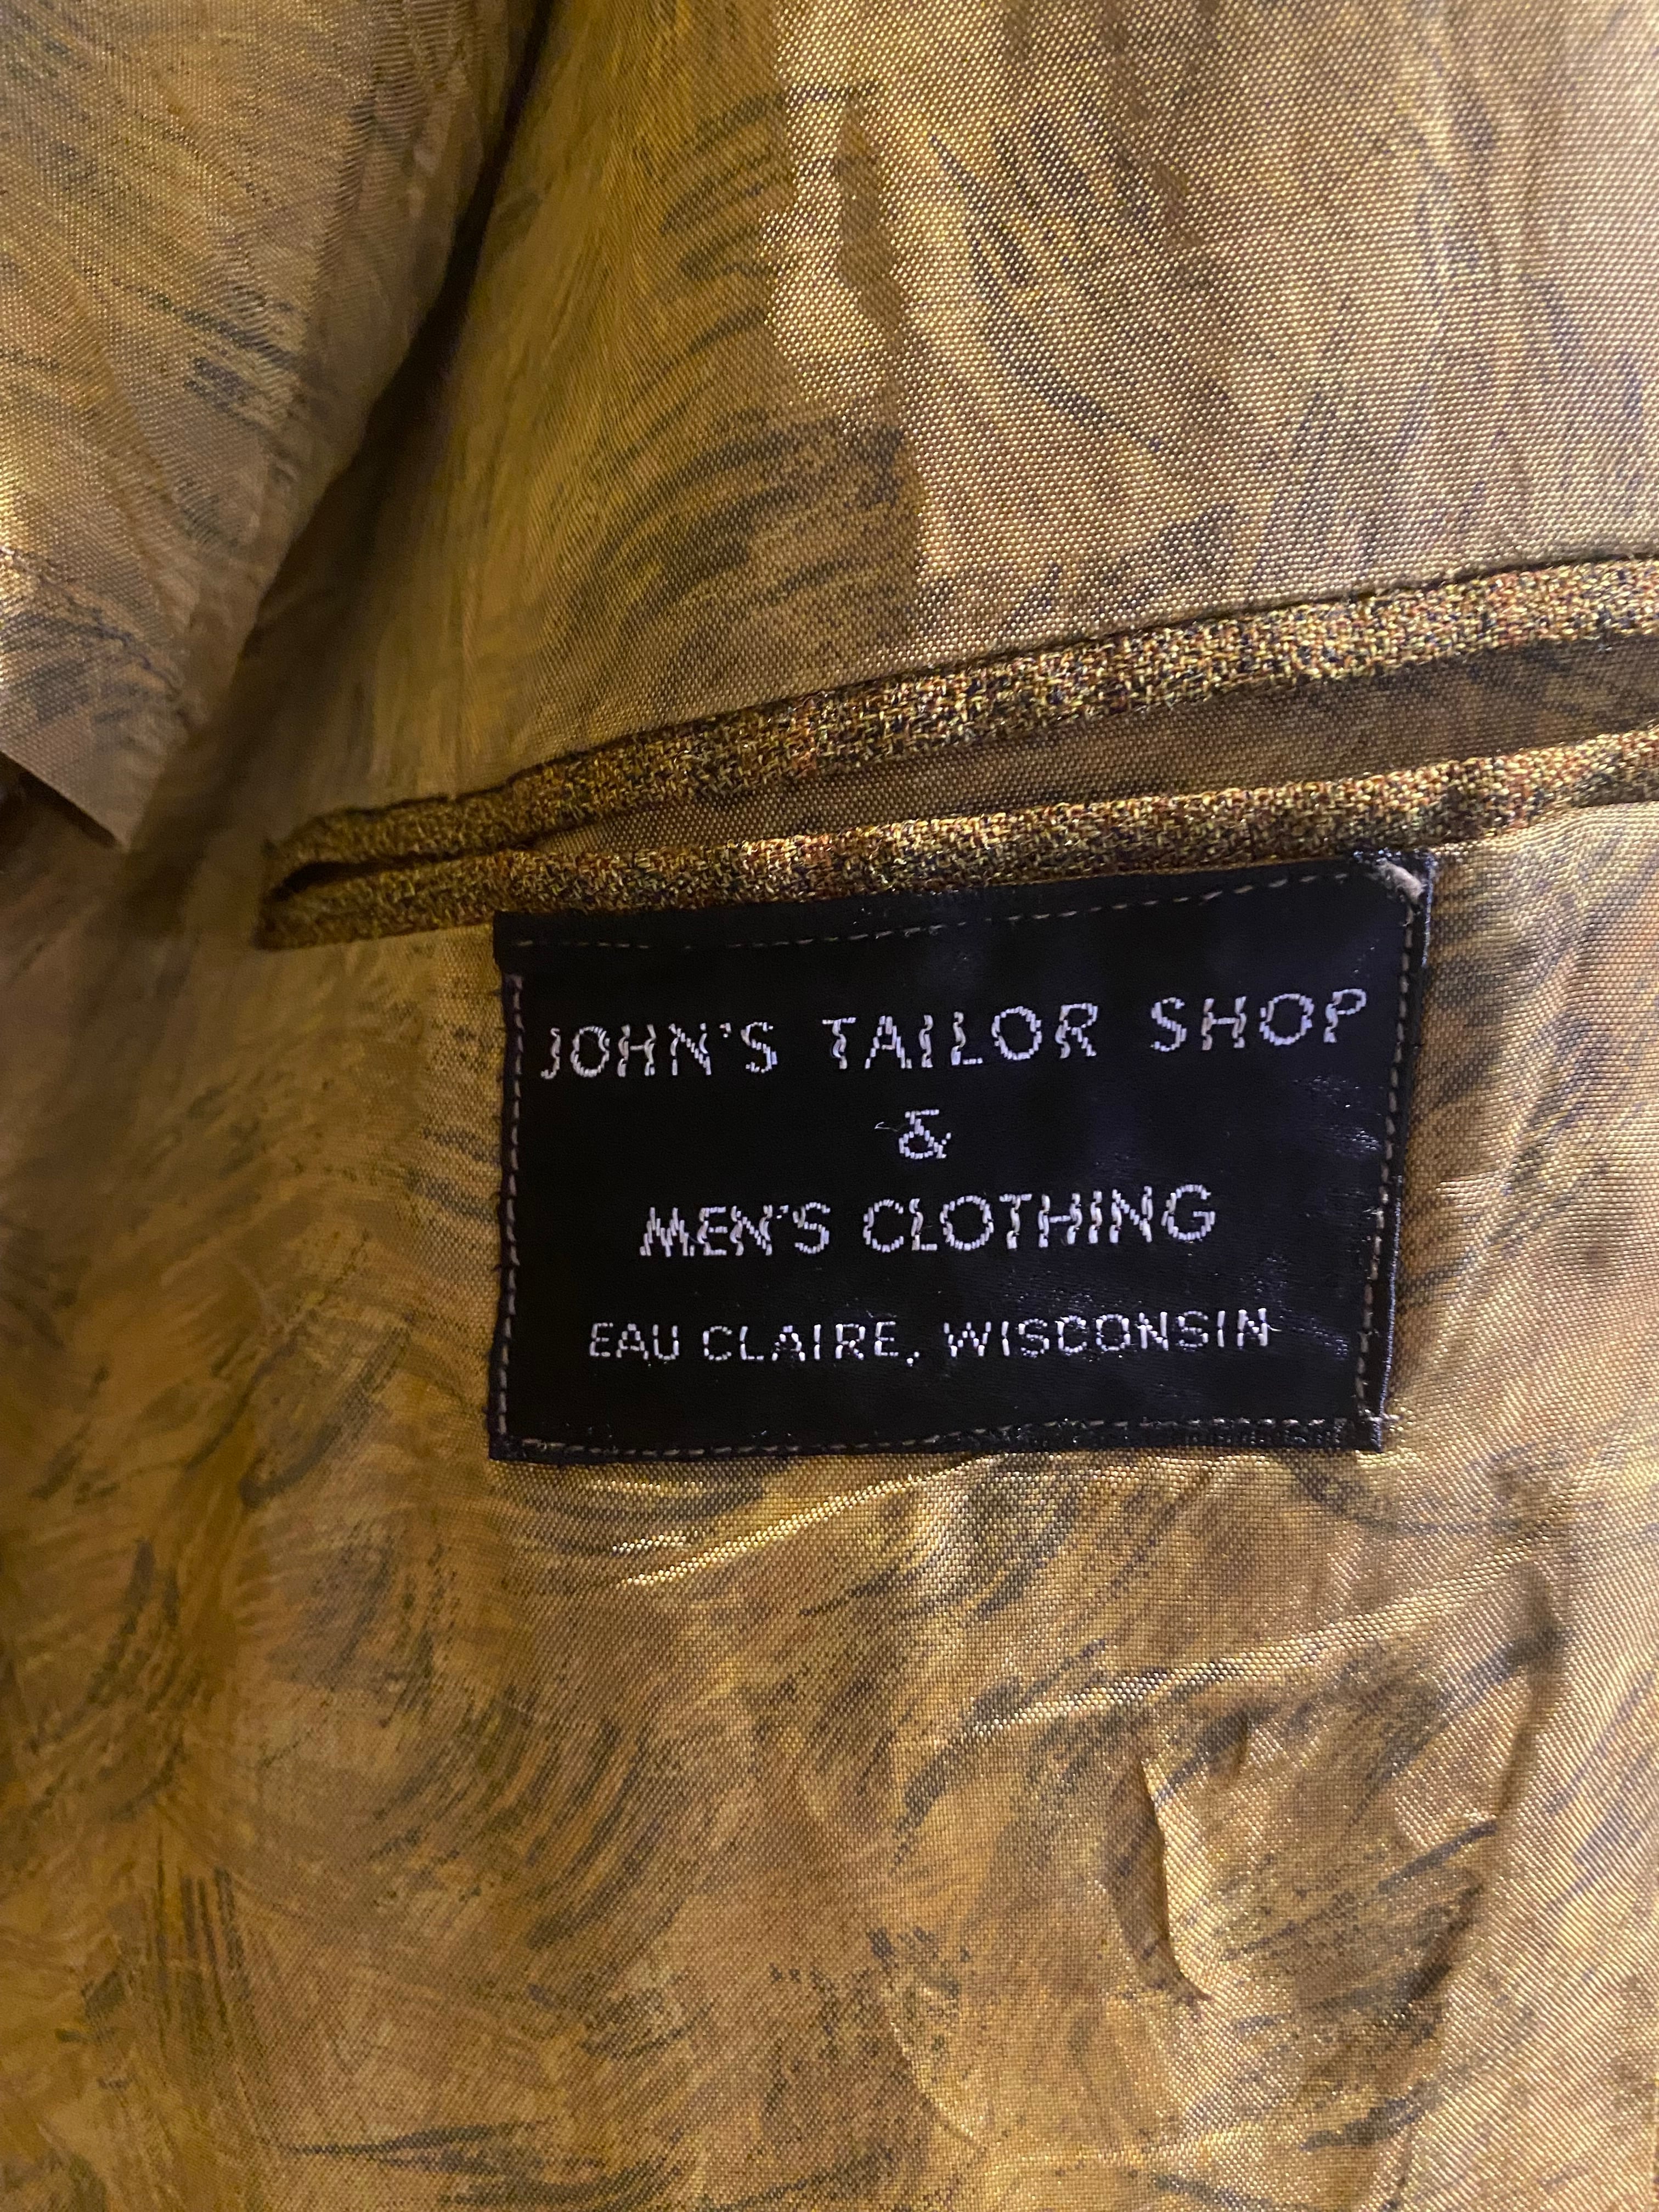 JOHN'S TAILOR SHOP
&
MEN'S CLOTHING
EAU CLAIRE, WISCONSIN